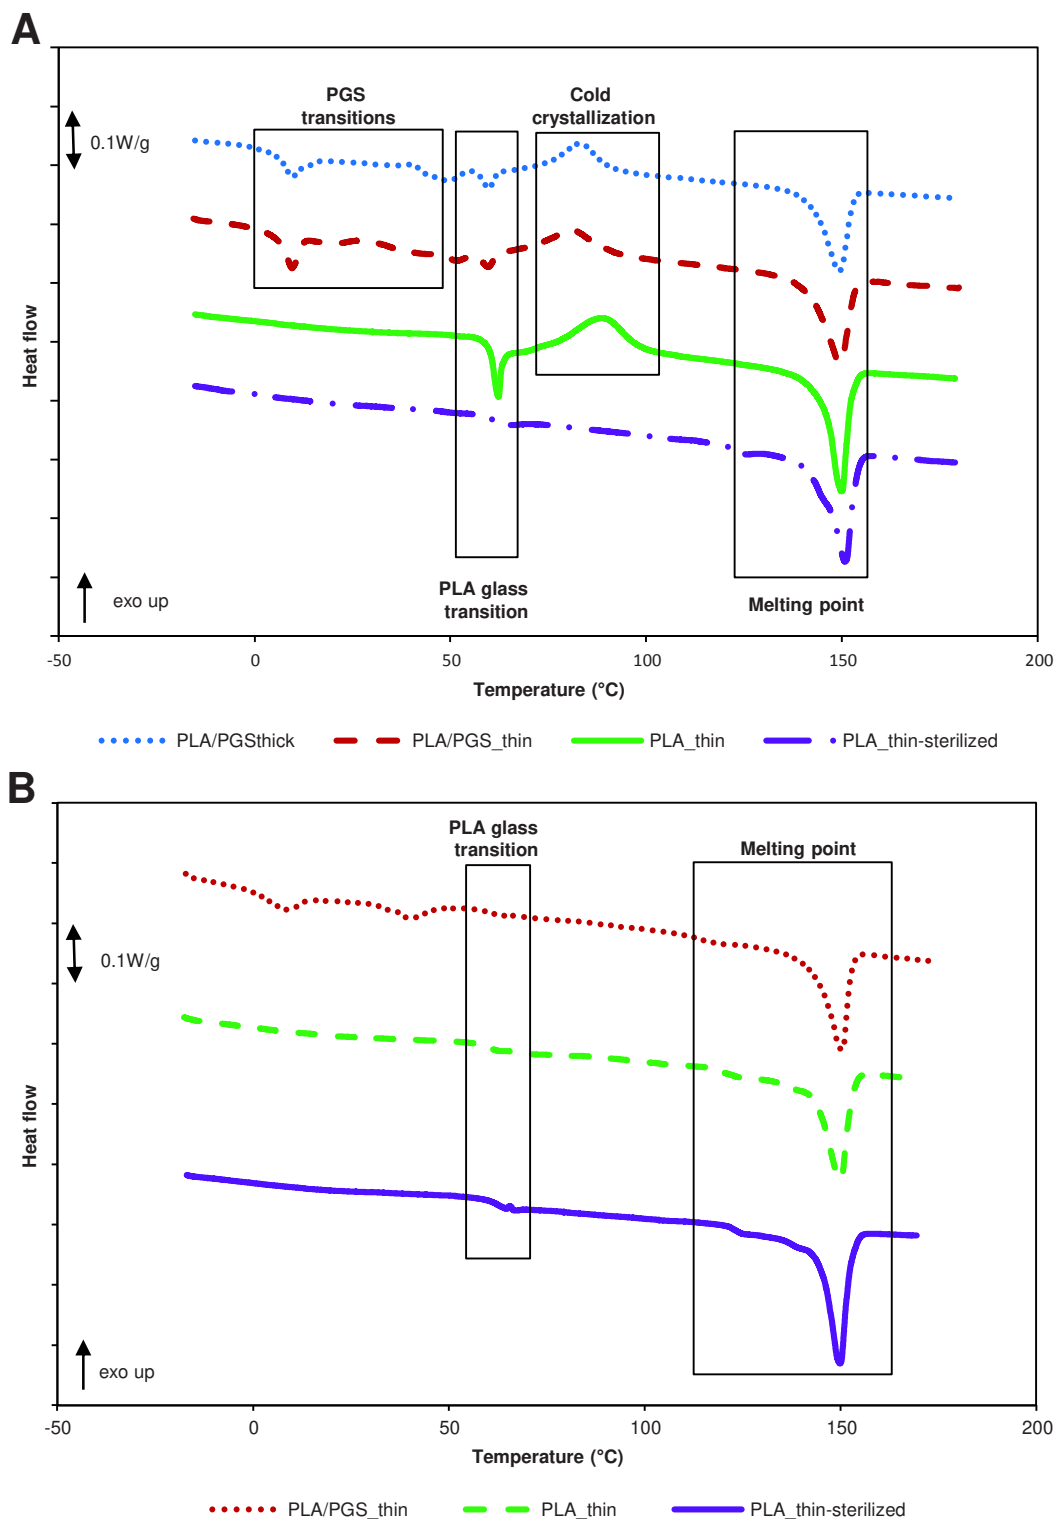 A
PGS
transitions
Cold
crystallization
0.1W/g
Heat flow
PLA glass
transition
Melting point
exo up
-50 0 50 100 150 200
Temperature (°C)
PLA/PGSthick PLA/PGS_thin PLA_thin PLA_thin-sterilized
B
PLA glass
transition
Melting point
0.1W/g
Heat flow
exo up
-50 0 50 100 150 200
Temperature (°C)
PLA/PGS_thin PLA_thin PLA_thin-sterilized